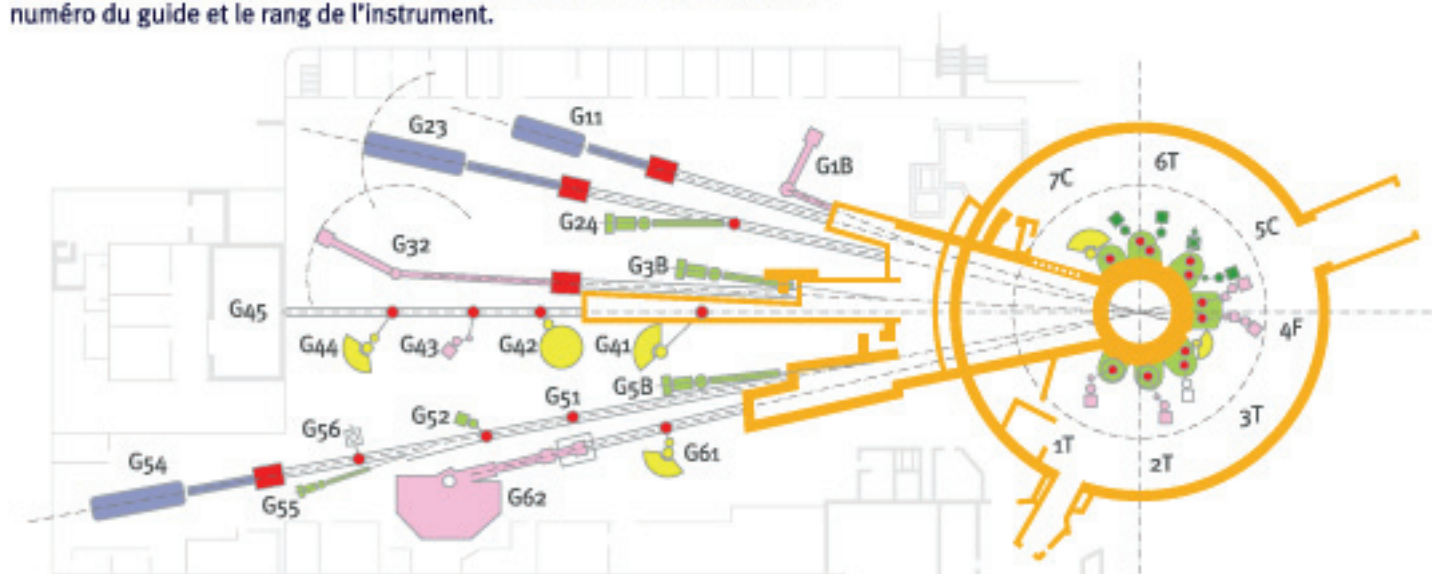 numéro du guide et le rang de l'instrument.
G11
G23
G1B
6T
7C
G24
5C
G32
G3B
G45
G44
G43
G42
G41
4F
G5B
G51
G52
3T
G56
1T
G61
2T
G54
G62
G55